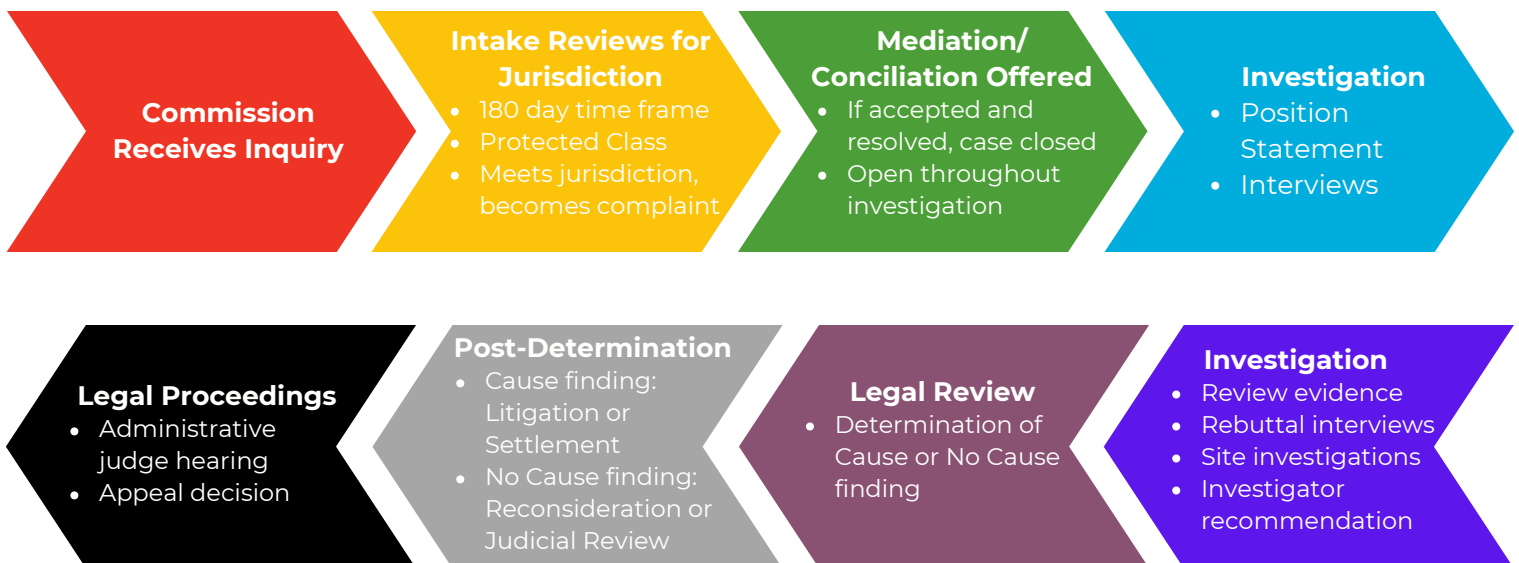 Commission
Receives Inquiry
Intake Reviews for
Jurisdiction
• 180 day time frame
• Protected Class
• Meets jurisdiction,
becomes complaint
Mediation/
Conciliation Offered
• If accepted and
resolved, case closed
• Open throughout
investigation
Investigation
• Position
Statement
• Interviews
Investigation
• Review evidence
• Rebuttal interviews
• Site investigations
• Investigator
recommendation
Legal Review
• Determination of
Cause or No Cause
finding
Post-Determination
• Cause finding:
Litigation or
Settlement
• No Cause finding:
Reconsideration or
Judicial Review
Legal Proceedings
• Administrative
judge hearing
• Appeal decision